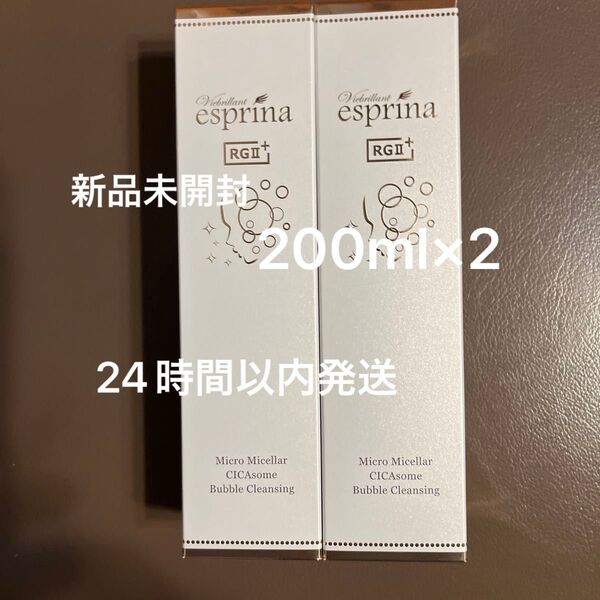 Viebrillant
esprina
RGⅡ+
Viebrillant
esprina
RGⅡ+
新品未開封
200ml×2
24時間以内発送
Micro Micellar
CICAsome
Bubble Cleansing
Micro Micellar
CICAsome
Bubble Cleansing